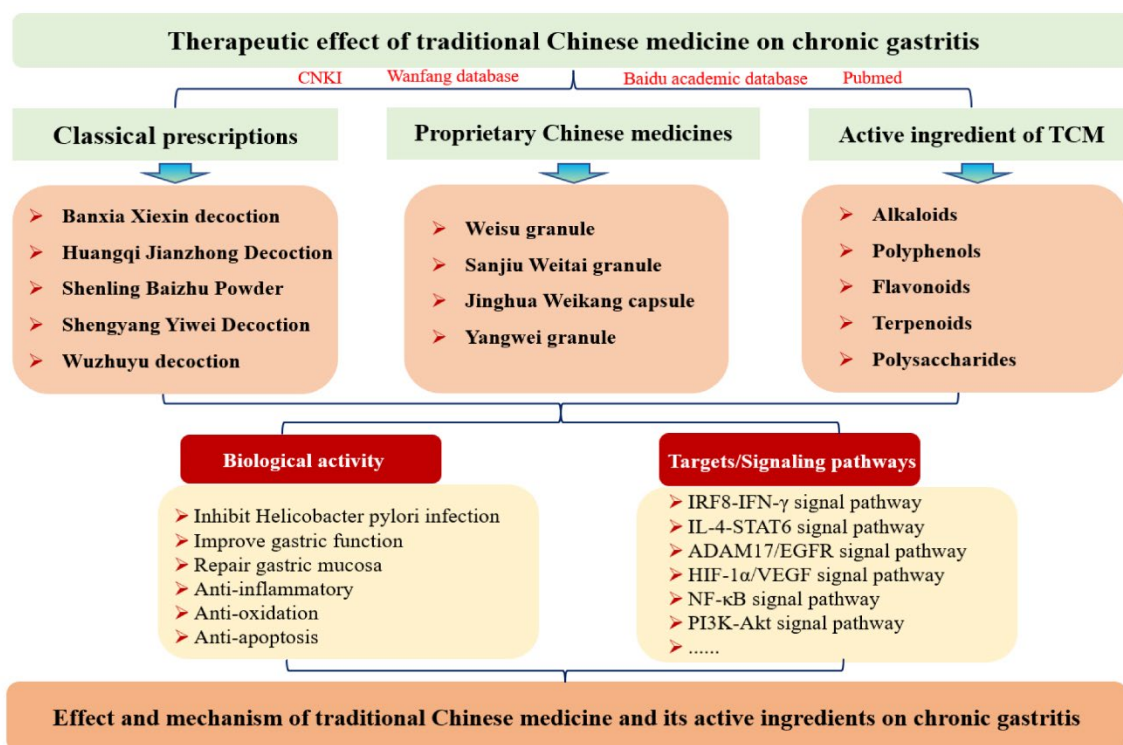 Therapeutic effect of traditional Chinese medicine on chronic gastritis
CNKI Wanfang database Baidu academic database Pubmed
Classical prescriptions
Proprietary Chinese medicines
Active ingredient of TCM
Banxia Xiexin decoction
Huangqi Jianzhong Decoction
Shenling Baizhu Powder
Shengyang Yiwei Decoction
Wuzhuyu decoction
Weisu granule
Sanjiu Weitai granule
Jinghua Weikang capsule
Yangwei granule
Alkaloids
Polyphenols
Flavonoids
Terpenoids
Polysaccharides
Biological activity
Inhibit Helicobacter pylori infection
Improve gastric function
Repair gastric mucosa
Anti-inflammatory
Anti-oxidation
Anti-apoptosis
Targets/Signaling pathways
IRF8-IFN-γ signal pathway
IL-4-STAT6 signal pathway
ADAM17/EGFR signal pathway
HIF-1α/VEGF signal pathway
NF-κB signal pathway
PI3K-Akt signal pathway
......
Effect and mechanism of traditional Chinese medicine and its active ingredients on chronic gastritis